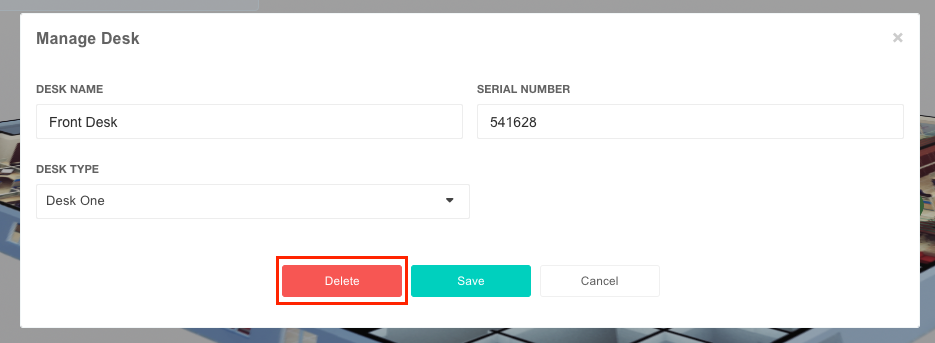 Manage Desk
×
DESK NAME
SERIAL NUMBER
Front Desk
541628
DESK TYPE
Desk One
Delete
Save
Cancel